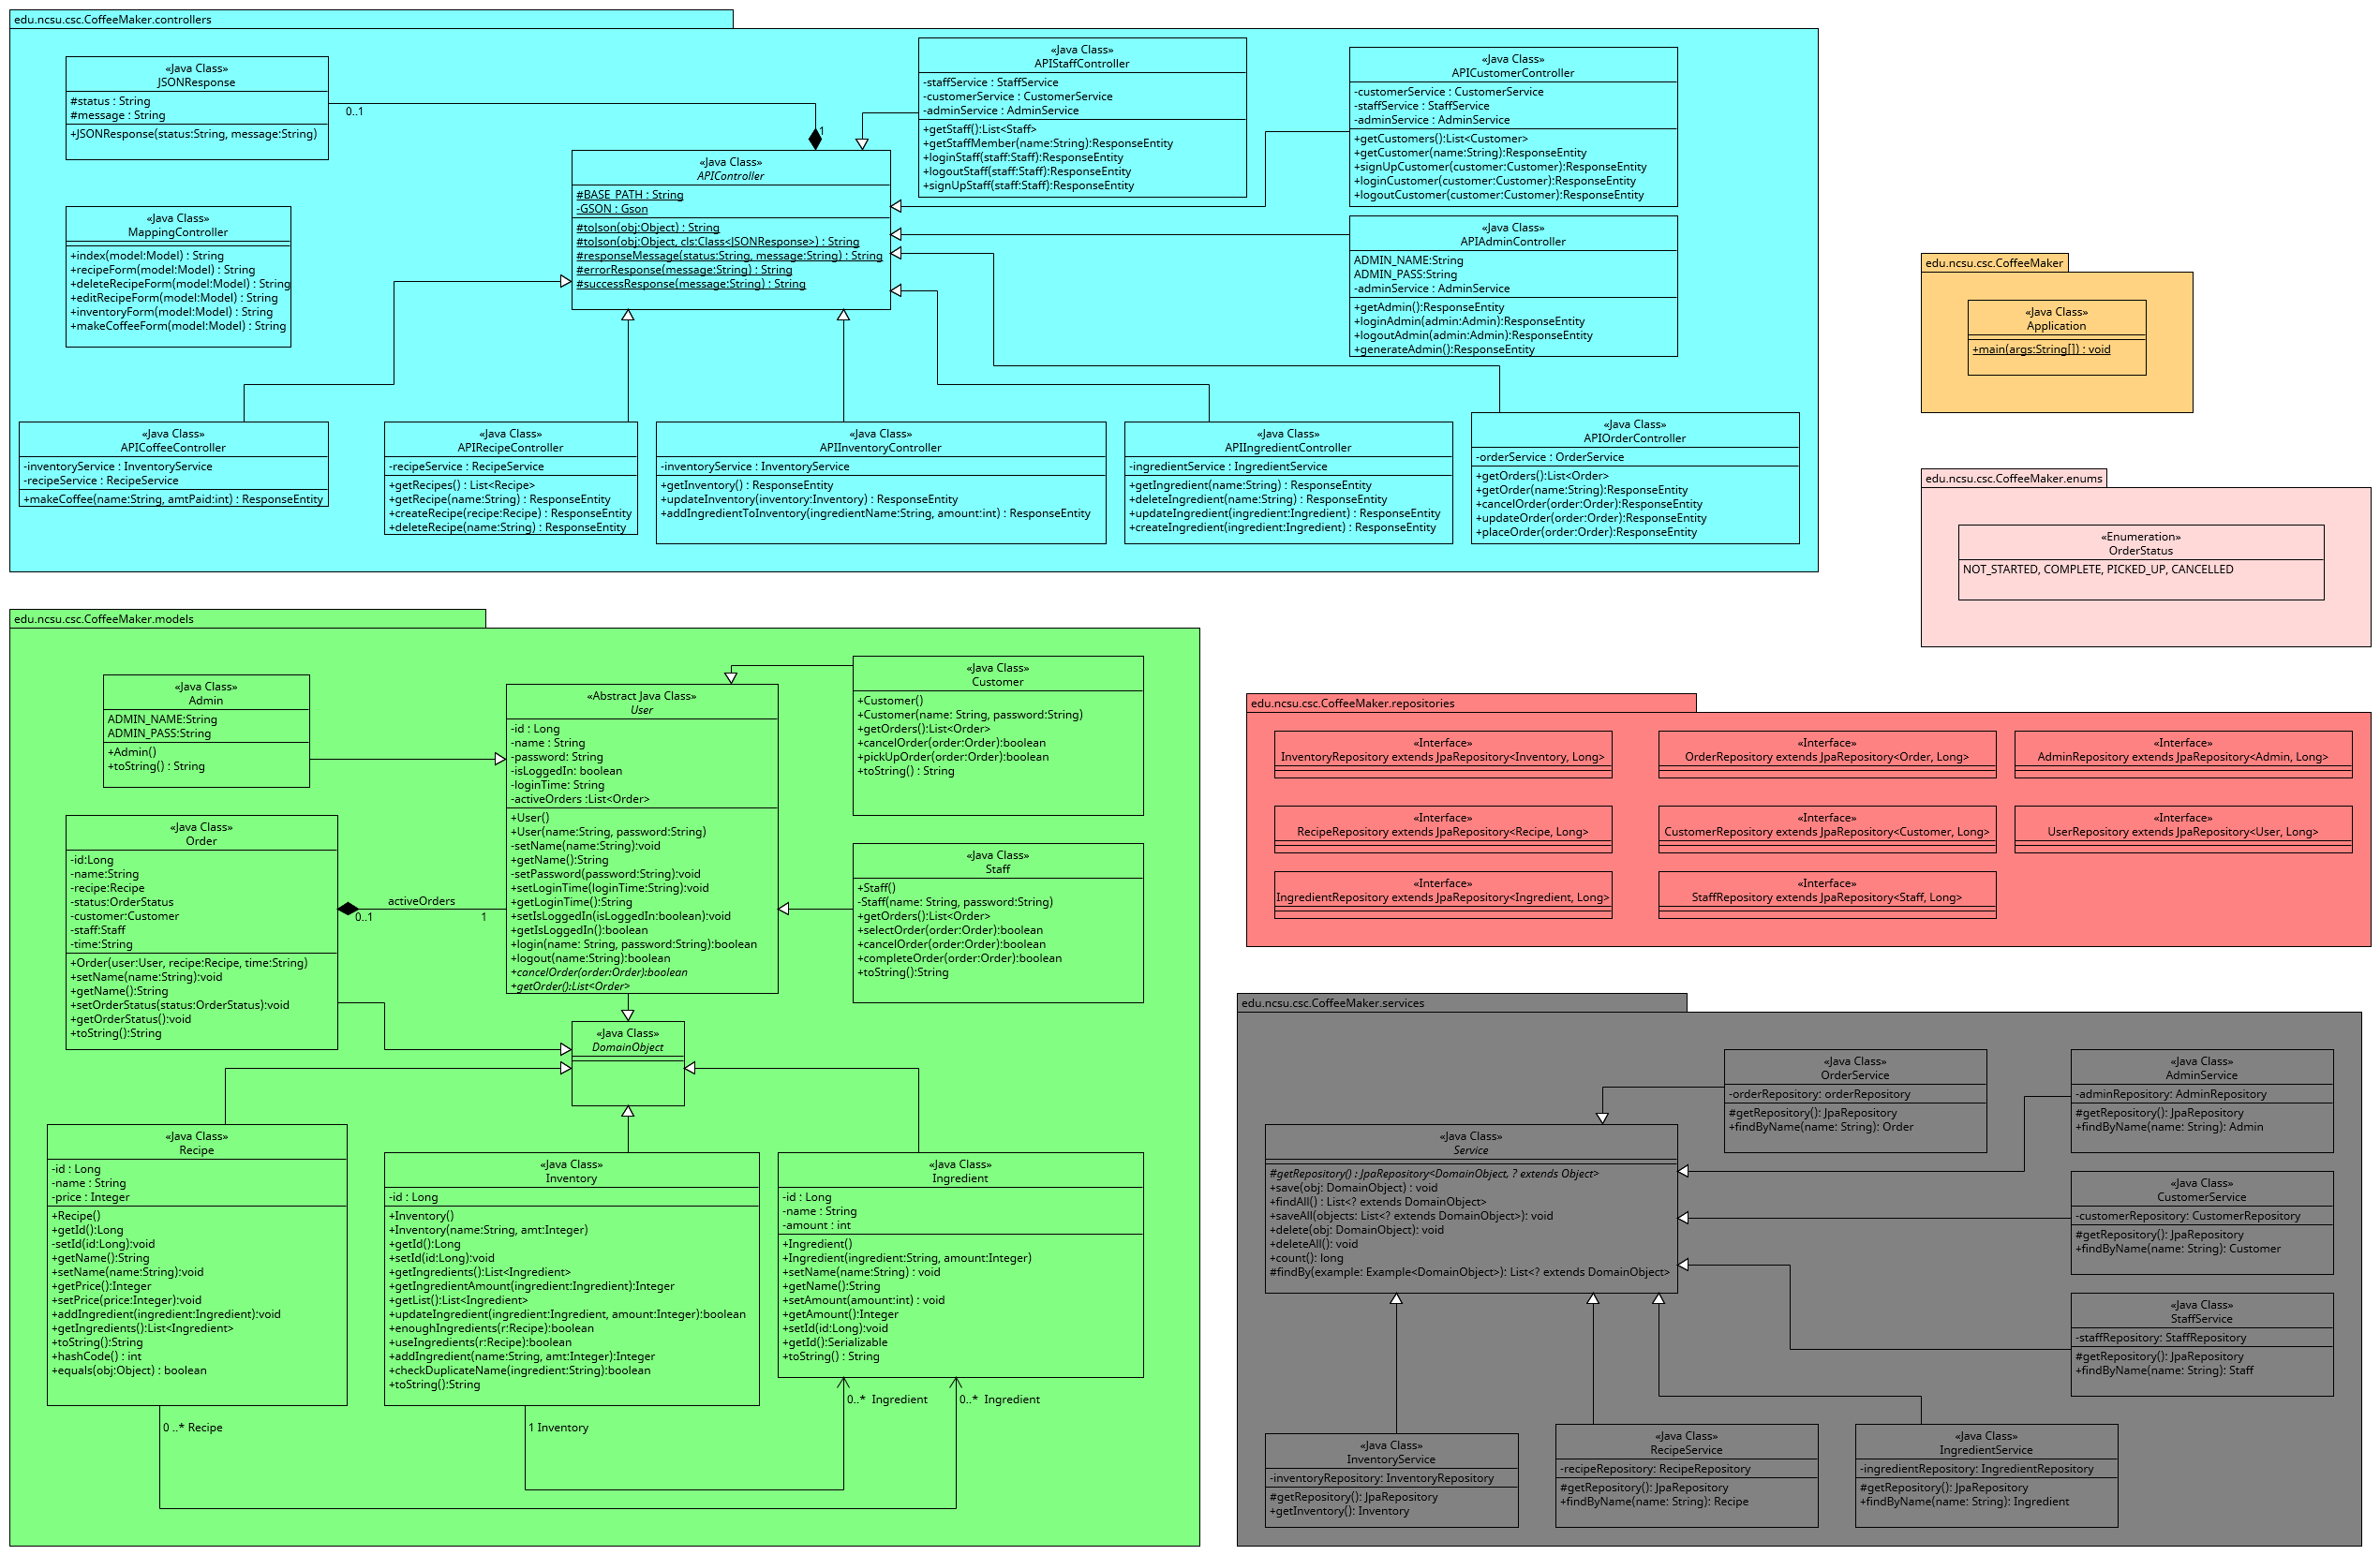 edu.ncsu.csc.CoffeeMaker.controllers
«Java Class»
JSONResponse
#status : String
#message : String
+JSONResponse(status:String, message:String)
0..1
1
«Java Class»
MappingController
+index(model:Model) : String
+recipeForm(model:Model) : String
+deleteRecipeForm(model:Model) : String
+editRecipeForm(model:Model) : String
+inventoryForm(model:Model) : String
+makeCoffeeForm(model:Model) : String
«Java Class»
APIController
#BASE_PATH : String
-GSON : Gson
#toJson(obj:Object) : String
#toJson(obj:Object, cls:Class<JSONResponse>) : String
#responseMessage(status:String, message:String) : String
#errorResponse(message:String) : String
#successResponse(message:String) : String
«Java Class»
APIStaffController
-staffService : StaffService
-customerService : CustomerService
-adminService : AdminService
+getStaff():List<Staff>
+getStaffMember(name:String):ResponseEntity
+loginStaff(staff:Staff):ResponseEntity
+logoutStaff(staff:Staff):ResponseEntity
+signUpStaff(staff:Staff):ResponseEntity
«Java Class»
APICustomerController
-customerService : CustomerService
-staffService : StaffService
-adminService : AdminService
+getCustomers():List<Customer>
+getCustomer(name:String):ResponseEntity
+signUpCustomer(customer:Customer):ResponseEntity
+loginCustomer(customer:Customer):ResponseEntity
+logoutCustomer(customer:Customer):ResponseEntity
«Java Class»
APIAdminController
ADMIN_NAME:String
ADMIN_PASS:String
-adminService : AdminService
+getAdmin():ResponseEntity
+loginAdmin(admin:Admin):ResponseEntity
+logoutAdmin(admin:Admin):ResponseEntity
+generateAdmin():ResponseEntity
«Java Class»
APICoffeeController
-inventoryService : InventoryService
-recipeService : RecipeService
+makeCoffee(name:String, amtPaid:int) : ResponseEntity
«Java Class»
APIRecipeController
-recipeService : RecipeService
+getRecipes() : List<Recipe>
+getRecipe(name:String) : ResponseEntity
+createRecipe(recipe:Recipe) : ResponseEntity
+deleteRecipe(name:String) : ResponseEntity
«Java Class»
APIInventoryController
-inventoryService : InventoryService
+getInventory() : ResponseEntity
+updateInventory(inventory:Inventory) : ResponseEntity
+addIngredientToInventory(ingredientName:String, amount:int) : ResponseEntity
«Java Class»
APIIngredientController
-ingredientService : IngredientService
+getIngredient(name:String) : ResponseEntity
+deleteIngredient(name:String) : ResponseEntity
+updateIngredient(ingredient:Ingredient) : ResponseEntity
+createIngredient(ingredient:Ingredient) : ResponseEntity
«Java Class»
APIOrderController
-orderService : OrderService
+getOrders():List<Order>
+getOrder(name:String):ResponseEntity
+cancelOrder(order:Order):ResponseEntity
+updateOrder(order:Order):ResponseEntity
+placeOrder(order:Order):ResponseEntity
edu.ncsu.csc.CoffeeMaker
«Java Class»
Application
+main(args:String[]) : void
edu.ncsu.csc.CoffeeMaker.enums
«Enumeration»
OrderStatus
NOT_STARTED, COMPLETE, PICKED_UP, CANCELLED
edu.ncsu.csc.CoffeeMaker.models
«Java Class»
Admin
ADMIN_NAME:String
ADMIN_PASS:String
+Admin()
+toString() : String
«Abstract Java Class»
User
-id : Long
-name : String
-password: String
-isLoggedIn: boolean
-loginTime: String
-activeOrders :List<Order>
+User()
+User(name:String, password:String)
-setName(name:String):void
+getName():String
-setPassword(password:String):void
+setLoginTime(loginTime:String):void
+getLoginTime():String
+setIsLoggedIn(isLoggedIn:boolean):void
+getIsLoggedIn():boolean
+login(name: String, password:String):boolean
+logout(name:String):boolean
+cancelOrder(order:Order):boolean
+getOrder():List<Order>
«Java Class»
Customer
+Customer()
+Customer(name: String, password:String)
+getOrders():List<Order>
+cancelOrder(order:Order):boolean
+pickUpOrder(order:Order):boolean
+toString() : String
«Java Class»
Order
-id:Long
-name:String
-recipe:Recipe
-status:OrderStatus
-customer:Customer
-staff:Staff
-time:String
+Order(user:User, recipe:Recipe, time:String)
+setName(name:String):void
+getName():String
+setOrderStatus(status:OrderStatus):void
+getOrderStatus():void
+toString():String
activeOrders
0..1
1
«Java Class»
Staff
+Staff()
-Staff(name: String, password:String)
+getOrders():List<Order>
+selectOrder(order:Order):boolean
+cancelOrder(order:Order):boolean
+completeOrder(order:Order):boolean
+toString():String
«Java Class»
DomainObject
«Java Class»
Recipe
-id : Long
-name : String
-price : Integer
+Recipe()
+getId():Long
-setId(id:Long):void
+getName():String
+setName(name:String):void
+getPrice():Integer
+setPrice(price:Integer):void
+addIngredient(ingredient:Ingredient):void
+getIngredients():List<Ingredient>
+toString():String
+hashCode() : int
+equals(obj:Object) : boolean
«Java Class»
Inventory
-id : Long
+Inventory()
+Inventory(name:String, amt:Integer)
+getId():Long
+setId(id:Long):void
+getIngredients():List<Ingredient>
+getIngredientAmount(ingredient:Ingredient):Integer
+getList():List<Ingredient>
+updateIngredient(ingredient:Ingredient, amount:Integer):boolean
+enoughIngredients(r:Recipe):boolean
+useIngredients(r:Recipe):boolean
+addIngredient(name:String, amt:Integer):Integer
+checkDuplicateName(ingredient:String):boolean
+toString():String
«Java Class»
Ingredient
-id : Long
-name : String
-amount : int
+Ingredient()
+Ingredient(ingredient:String, amount:Integer)
+setName(name:String) : void
+getName():String
+setAmount(amount:int) : void
+getAmount():Integer
+setId(id:Long):void
+getId():Serializable
+toString() : String
0..* Ingredient
0..* Ingredient
0 ..* Recipe
1 Inventory
edu.ncsu.csc.CoffeeMaker.repositories
«Interface»
InventoryRepository extends JpaRepository<Inventory, Long>
«Interface»
OrderRepository extends JpaRepository<Order, Long>
«Interface»
AdminRepository extends JpaRepository<Admin, Long>
«Interface»
RecipeRepository extends JpaRepository<Recipe, Long>
«Interface»
CustomerRepository extends JpaRepository<Customer, Long>
«Interface»
UserRepository extends JpaRepository<User, Long>
«Interface»
IngredientRepository extends JpaRepository<Ingredient, Long>
«Interface»
StaffRepository extends JpaRepository<Staff, Long>
edu.ncsu.csc.CoffeeMaker.services
«Java Class»
OrderService
-orderRepository: orderRepository
#getRepository(): JpaRepository
+findByName(name: String): Order
«Java Class»
AdminService
-adminRepository: AdminRepository
#getRepository(): JpaRepository
+findByName(name: String): Admin
«Java Class»
Service
#getRepository() : JpaRepository<DomainObject, ? extends Object>
+save(obj: DomainObject) : void
+findAll() : List<? extends DomainObject>
+saveAll(objects: List<? extends DomainObject>): void
+delete(obj: DomainObject): void
+deleteAll(): void
+count(): long
#findBy(example: Example<DomainObject>): List<? extends DomainObject>
«Java Class»
CustomerService
-customerRepository: CustomerRepository
#getRepository(): JpaRepository
+findByName(name: String): Customer
«Java Class»
StaffService
-staffRepository: StaffRepository
#getRepository(): JpaRepository
+findByName(name: String): Staff
«Java Class»
InventoryService
-inventoryRepository: InventoryRepository
#getRepository(): JpaRepository
+getInventory(): Inventory
«Java Class»
RecipeService
-recipeRepository: RecipeRepository
#getRepository(): JpaRepository
+findByName(name: String): Recipe
«Java Class»
IngredientService
-ingredientRepository: IngredientRepository
#getRepository(): JpaRepository
+findByName(name: String): Ingredient